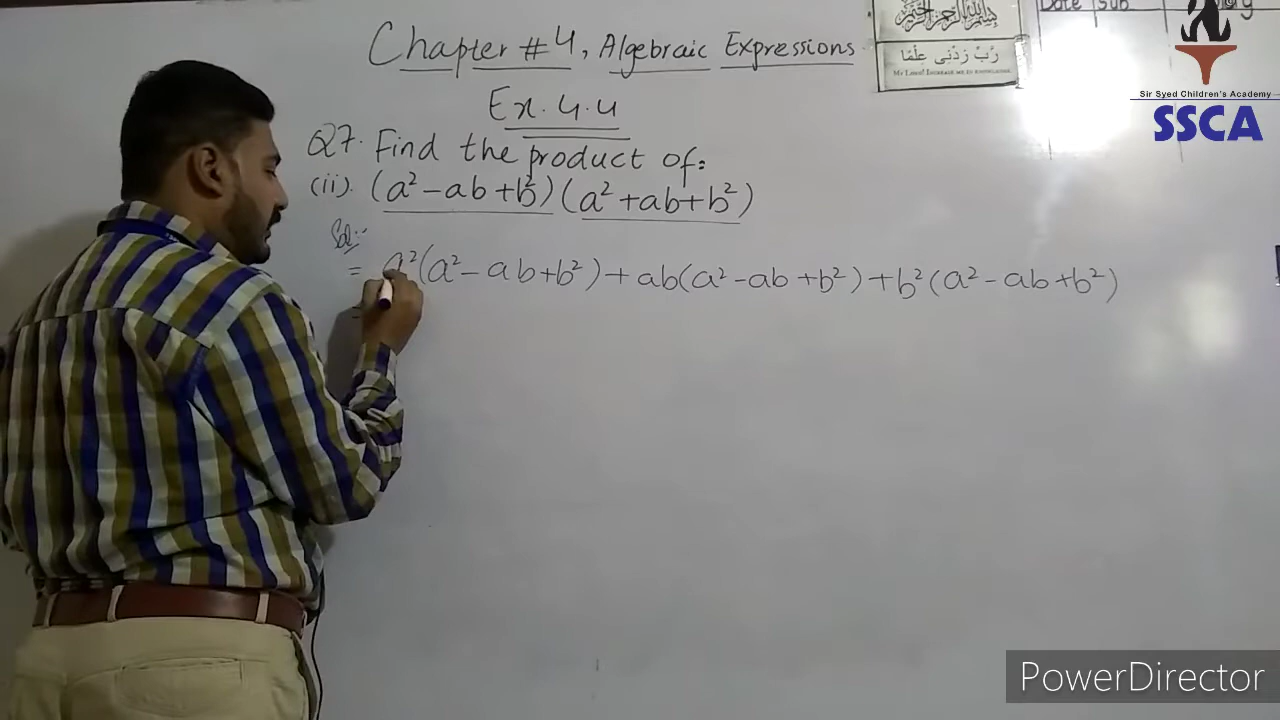 Chapter # 4, Algebraic Expressions
Ex. 4.4
Q7. Find the product of:
(ii). (a² - ab + b²) (a² + ab + b²)
Sol:-
= a²(a² - ab + b²) + ab(a² - ab + b²) + b²(a² - ab + b²)
=
رَّبِّ زِدْنِي عِلْمًا
Date Sub
Sir Syed Children's Academy
SSCA
PowerDirector